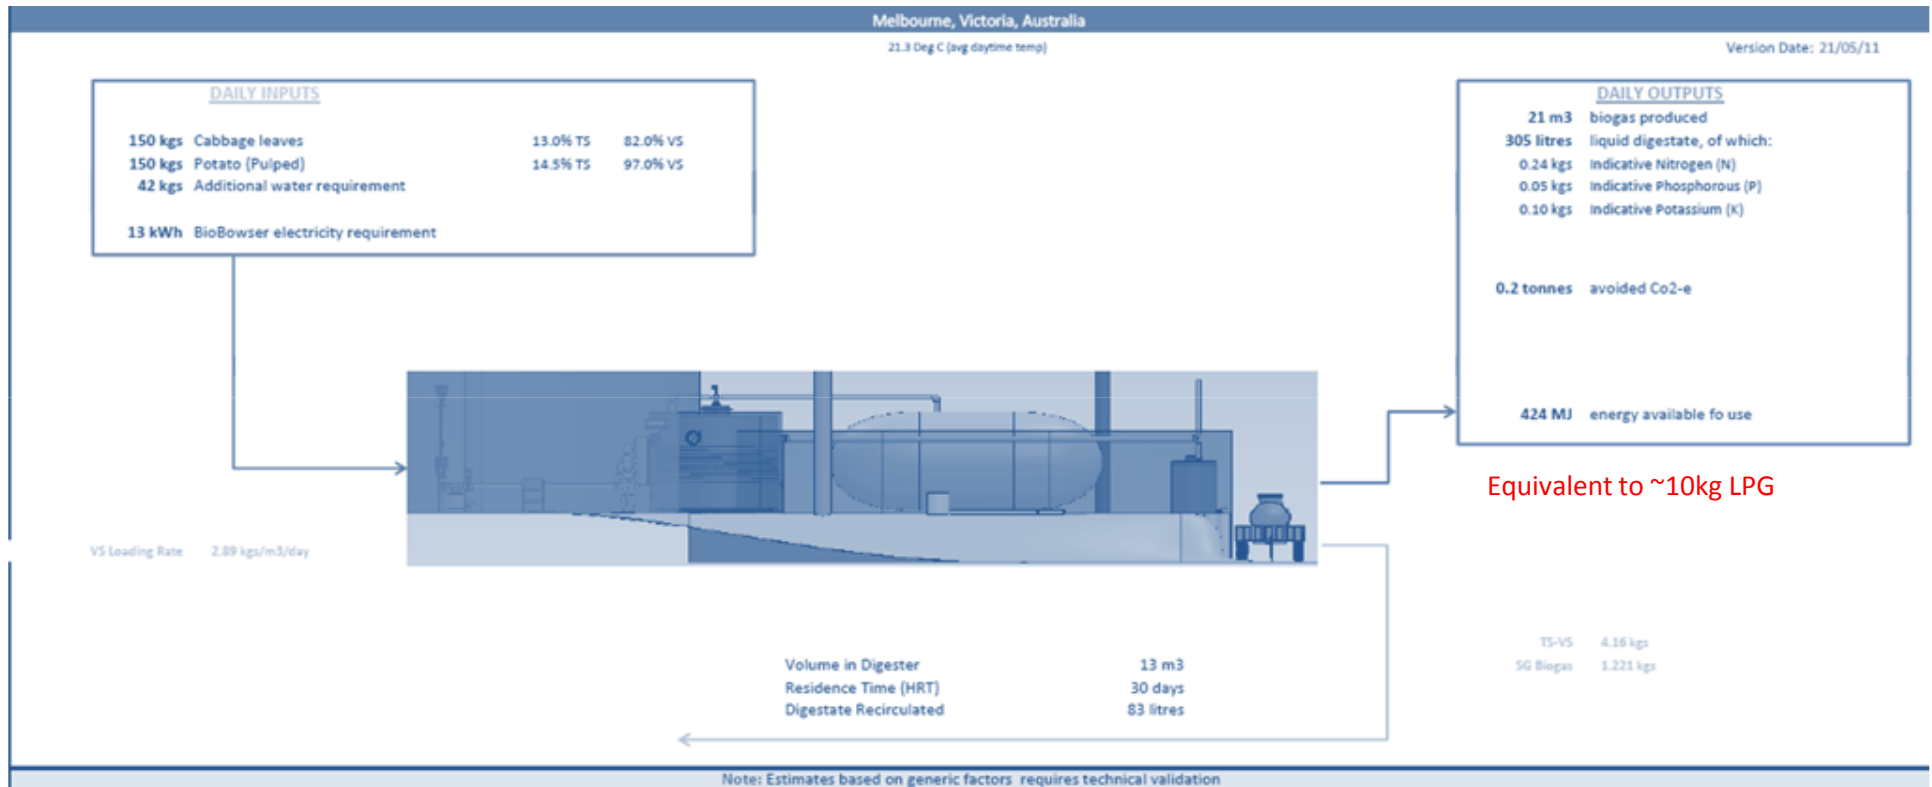 Melbourne, Victoria, Australia
21.3 Deg C (avg daytime temp)
Version Date: 21/05/11
DAILY INPUTS
150 kgs Cabbage leaves 13.0% TS 82.0% VS
150 kgs Potato (Pulped) 14.5% TS 97.0% VS
42 kgs Additional water requirement
13 kWh BioBowser electricity requirement
DAILY OUTPUTS
21 m3 biogas produced
305 litres liquid digestate, of which:
0.24 kgs Indicative Nitrogen (N)
0.05 kgs Indicative Phosphorous (P)
0.10 kgs Indicative Potassium (K)
0.2 tonnes avoided Co2-e
424 MJ energy available fo use
Equivalent to ~10kg LPG
VS Loading Rate 2.89 kgs/m3/day
TS-VS 4.16 kgs
SG Biogas 1.221 kgs
Volume in Digester 13 m3
Residence Time (HRT) 30 days
Digestate Recirculated 83 litres
Note: Estimates based on generic factors requires technical validation